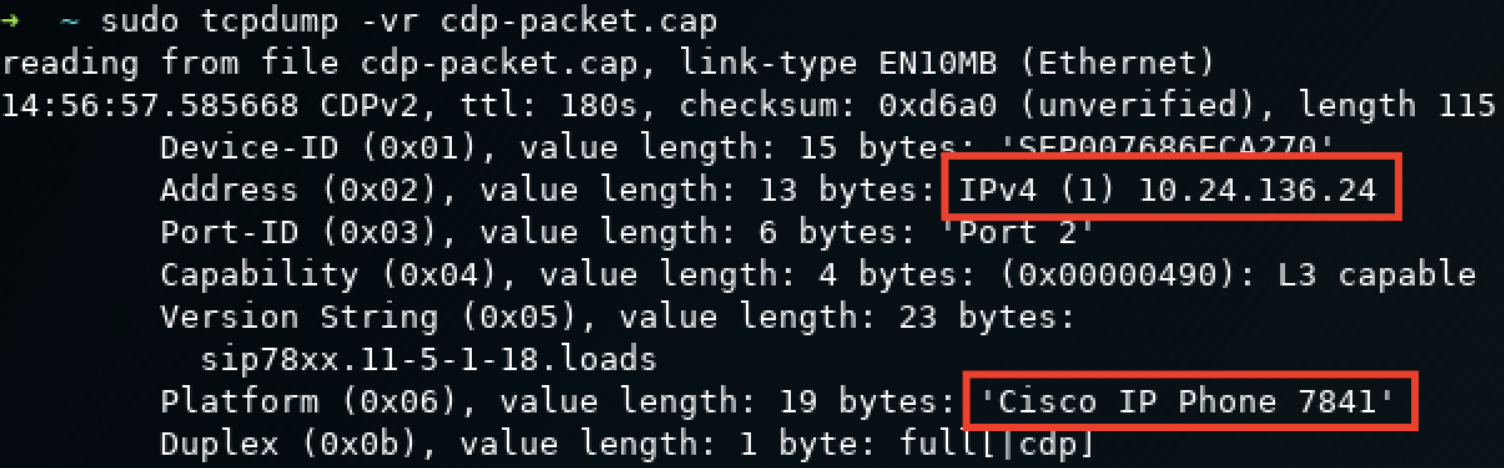 → ~ sudo tcpdump -vr cdp-packet.cap
reading from file cdp-packet.cap, link-type EN10MB (Ethernet)
14:56:57.585668 CDPv2, ttl: 180s, checksum: 0xd6a0 (unverified), length 115
Device-ID (0x01), value length: 15 bytes: 'SEP007686ECA270'
Address (0x02), value length: 13 bytes: IPv4 (1) 10.24.136.24
Port-ID (0x03), value length: 6 bytes: 'Port 2'
Capability (0x04), value length: 4 bytes: (0x00000490): L3 capable
Version String (0x05), value length: 23 bytes:
sip78xx.11-5-1-18.loads
Platform (0x06), value length: 19 bytes: 'Cisco IP Phone 7841'
Duplex (0x0b), value length: 1 byte: full[|cdp]